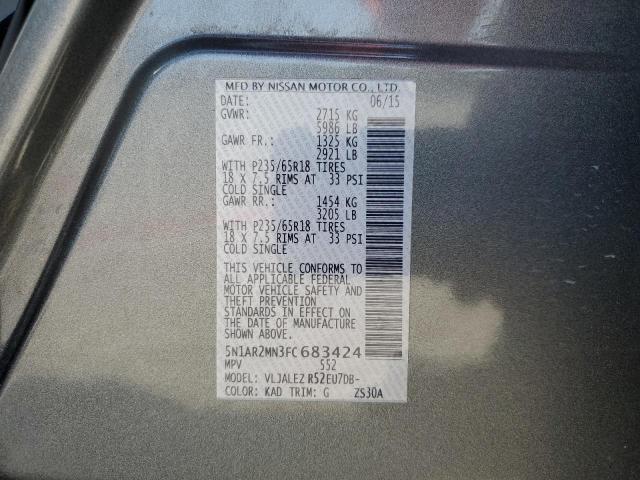 MFD BY NISSAN MOTOR CO., LTD.
DATE: 06/15
GVWR: 2715 KG
5986 LB
GAWR FR.: 1325 KG
2921 LB
WITH P235/65R18 TIRES
18 X 7.5 RIMS AT 33 PSI
COLD SINGLE
GAWR RR.: 1454 KG
3205 LB
WITH P235/65R18 TIRES
18 X 7.5 RIMS AT 33 PSI
COLD SINGLE
THIS VEHICLE CONFORMS TO
ALL APPLICABLE FEDERAL
MOTOR VEHICLE SAFETY AND
THEFT PREVENTION
STANDARDS IN EFFECT ON
THE DATE OF MANUFACTURE
SHOWN ABOVE.
5N1AR2MN3FC683424
MPV 552
MODEL: VLJALEZ R52EU7DB-
COLOR: KAD TRIM: G ZS30A